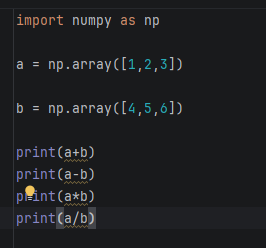 import numpy as np
a = np.array([1,2,3])
b = np.array([4,5,6])
print(a+b)
print(a-b)
print(a*b)
print(a/b)